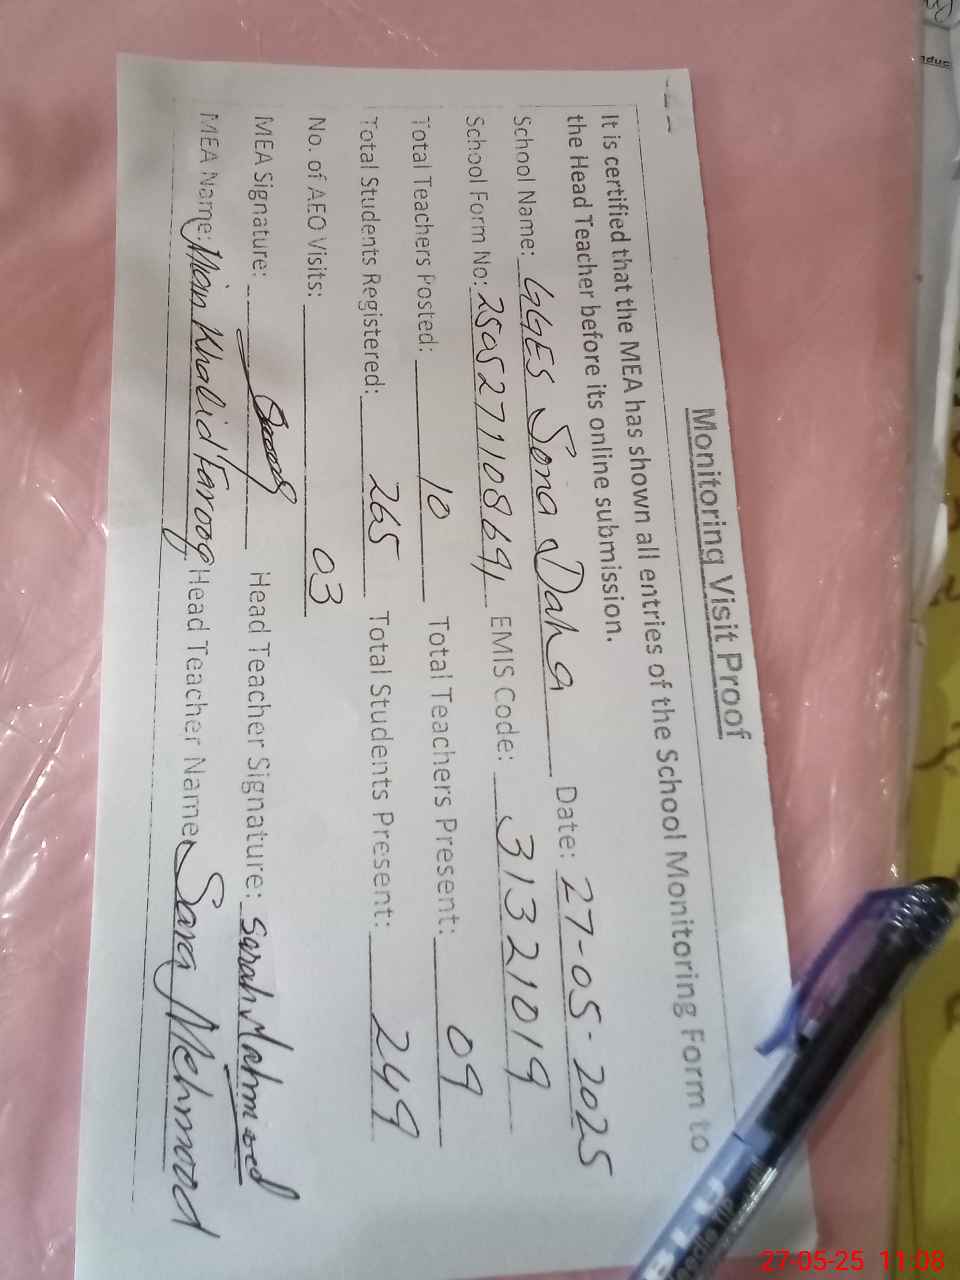 Monitoring Visit Proof
It is certified that the MEA has shown all entries of the School Monitoring Form to
the Head Teacher before its online submission.
School Name: GGES Sona Daha Date: 27-05-2025
School Form No: 25052711086 EMIS Code: 31321019
Total Teachers Posted: 10 Total Teachers Present: 09
Total Students Registered: 265 Total Students Present: 249
No. of AEO Visits: 03
MEA Signature: Head Teacher Signature: Sarah Mahmood
MEA Name: Mian Khalid Farooq Head Teacher Name: Sara Mehmood
27-05-25 11:08